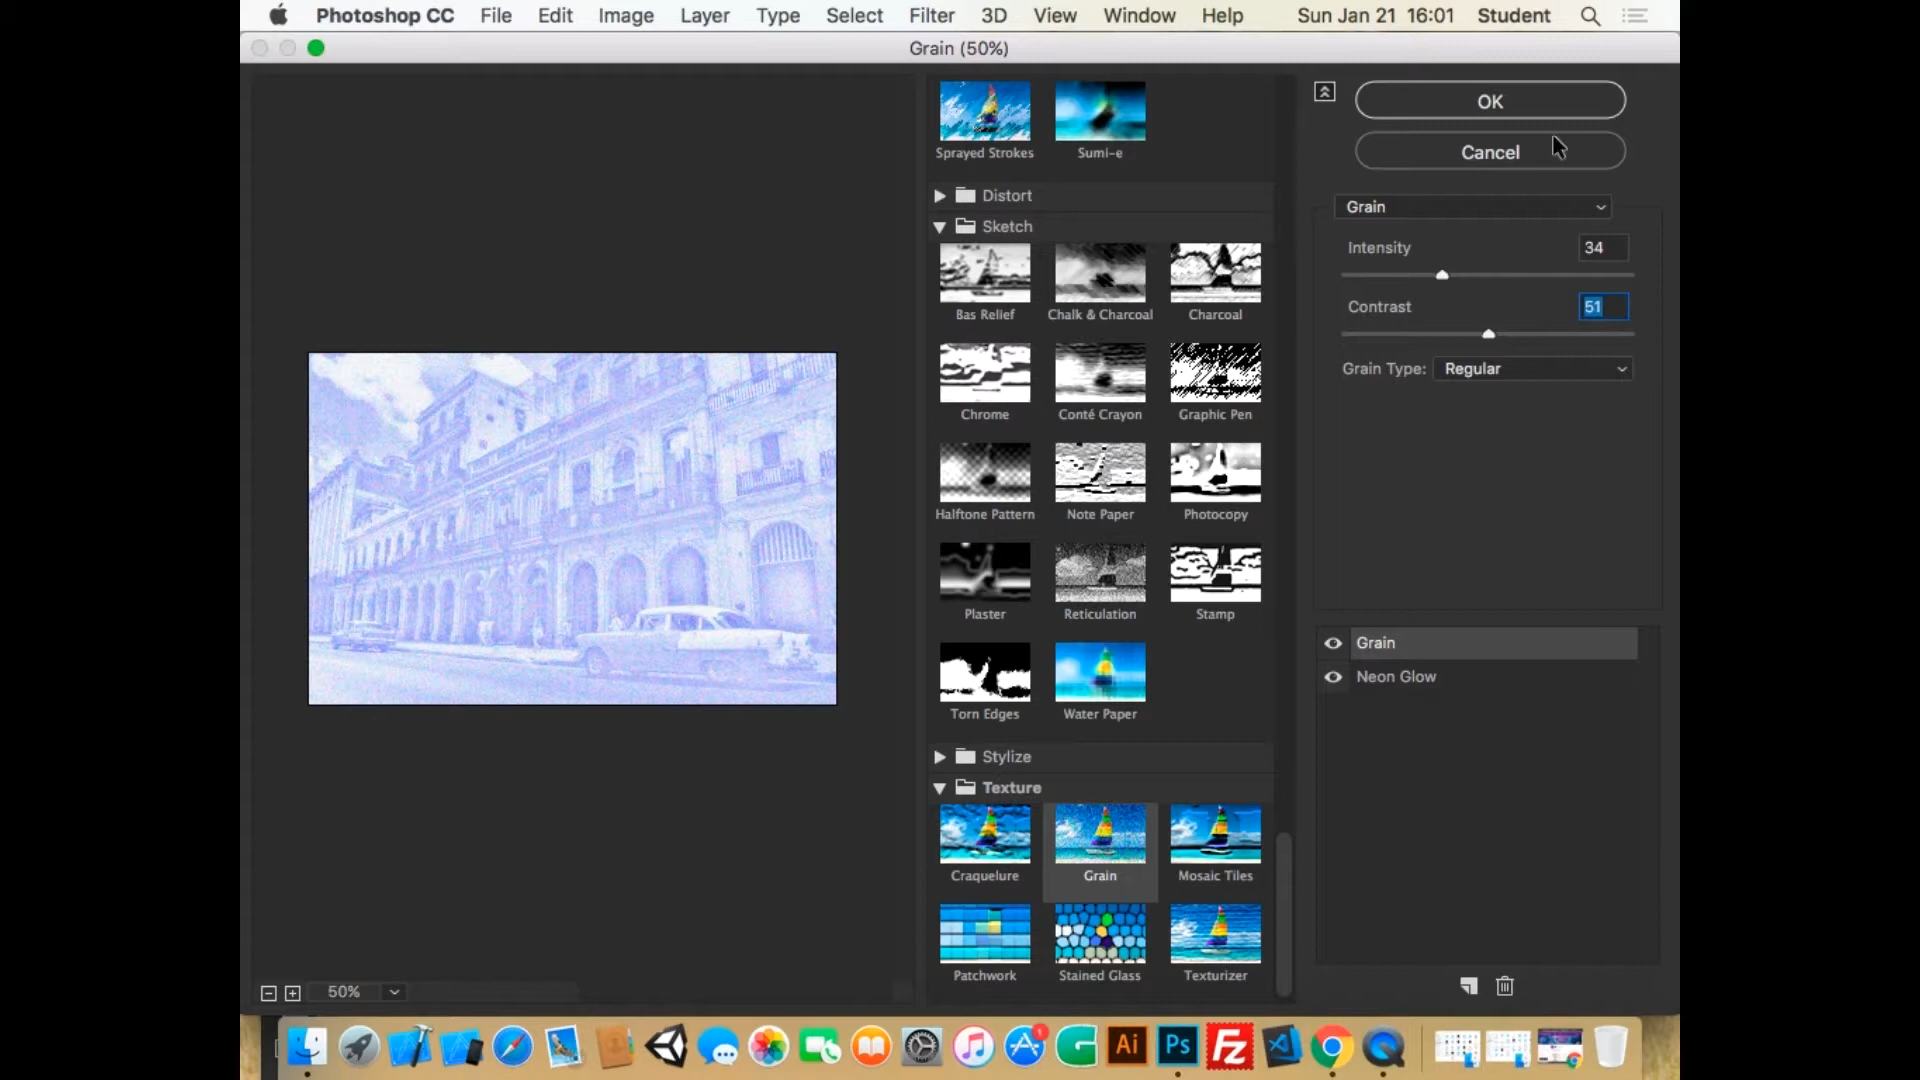 Photoshop CC File Edit Image Layer Type Select Filter 3D View Window Help Sun Jan 21 16:01 Student
Grain (50%)
Sprayed Strokes Sumi-e
Distort
Sketch
Bas Relief Chalk & Charcoal Charcoal
Chrome Conté Crayon Graphic Pen
Halftone Pattern Note Paper Photocopy
Plaster Reticulation Stamp
Torn Edges Water Paper
Stylize
Texture
Craquelure Grain Mosaic Tiles
Patchwork Stained Glass Texturizer
OK
Cancel
Grain
Intensity 34
Contrast 51
Grain Type: Regular
Grain
Neon Glow
50%
1
Ai Ps Fz